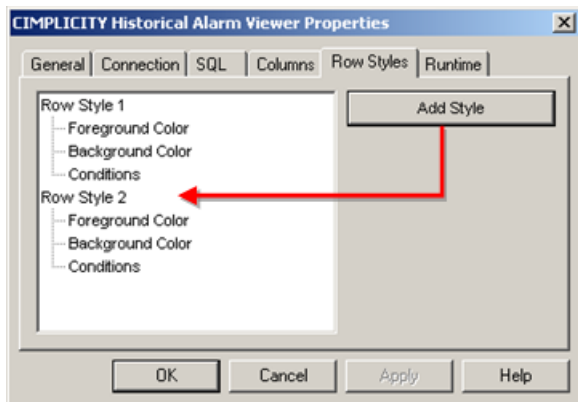 CIMPLICITY Historical Alarm Viewer Properties
General Connection SQL Columns Row Styles Runtime
Row Style 1
Foreground Color
Background Color
Conditions
Row Style 2
Foreground Color
Background Color
Conditions
Add Style
OK Cancel Apply Help